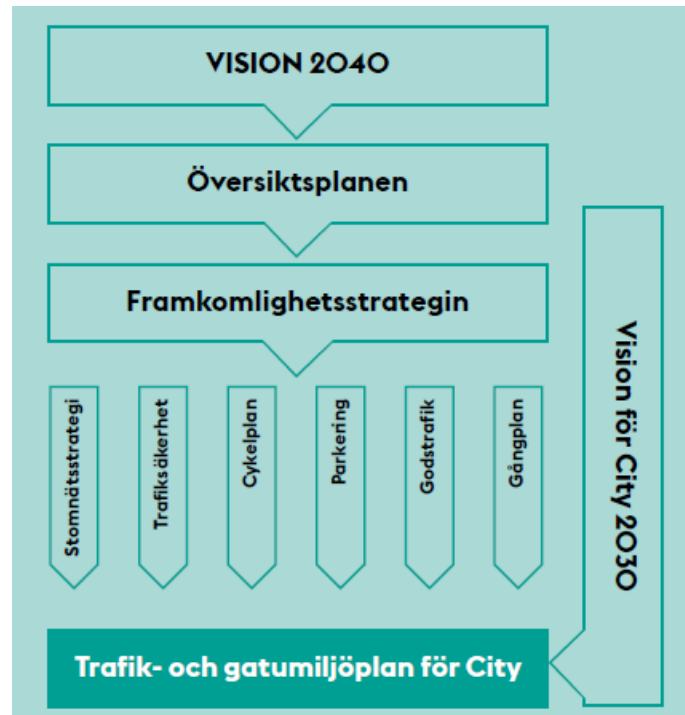 VISION 2040
Översiktsplanen
Framkomlighetsstrategin
Stomnätsstrategi
Trafiksäkerhet
Cykelplan
Parkering
Godstrafik
Gångplan
Vision för City 2030
Trafik- och gatumiljöplan för City